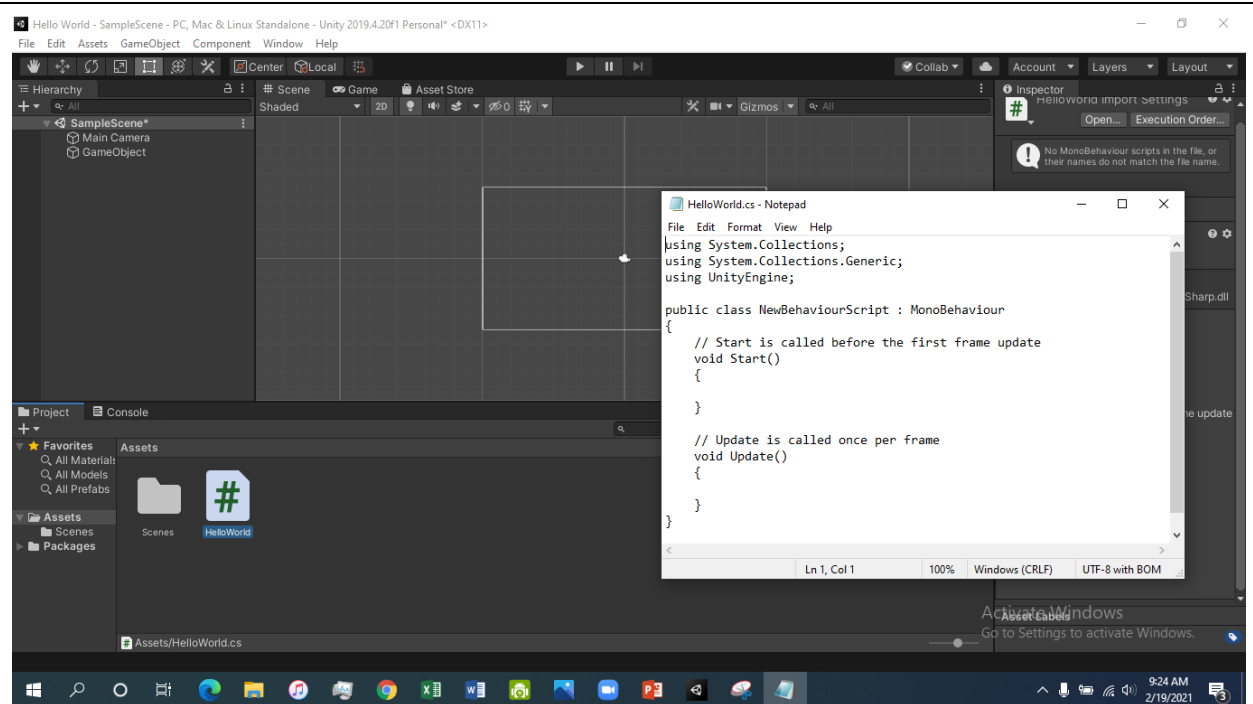 Hello World - SampleScene - PC, Mac & Linux Standalone - Unity 2019.4.20f1 Personal* <DX11>
File Edit Assets GameObject Component Window Help
Center Local
Collab Account Layers Layout
Hierarchy
# Scene Game Asset Store
Inspector
All
Shaded 2D 0 Gizmos All
HelloWorld Import Settings
Open... Execution Order...
SampleScene*
Main Camera
GameObject
No MonoBehaviour scripts in the file, or
their names do not match the file name.
HelloWorld.cs - Notepad
File Edit Format View Help
using System.Collections;
using System.Collections.Generic;
using UnityEngine;
public class NewBehaviourScript : MonoBehaviour
{
// Start is called before the first frame update
void Start()
{
}
// Update is called once per frame
void Update()
{
}
}
Ln 1, Col 1 100% Windows (CRLF) UTF-8 with BOM
Sharp.dll
update
Project Console
Favorites
All Materials
All Models
All Prefabs
Assets
Scenes
Packages
Assets
Scenes
HelloWorld
Assets/HelloWorld.cs
Asset Labels
Activate Windows
Go to Settings to activate Windows.
9:24 AM
2/19/2021
3